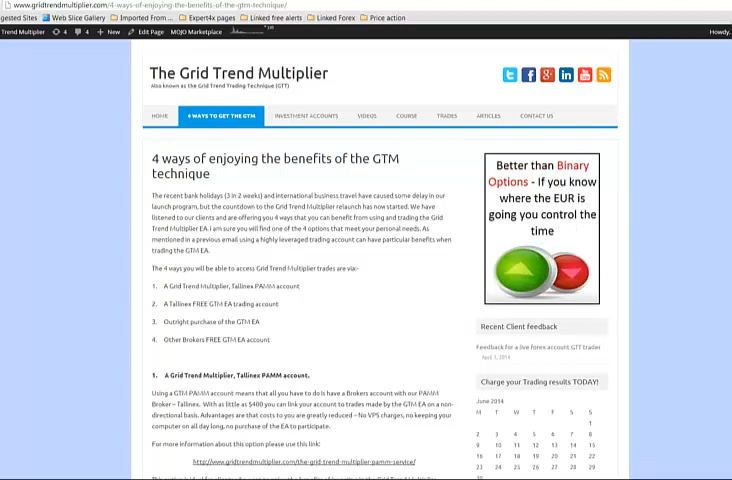 www.gridtrendmultiplier.com/4-ways-of-enjoying-the-benefits-of-the-gtm-technique/
gested Sites Web Slice Gallery Imported From ... Expert4x pages Linked free alerts Linked Forex Price action
Trend Multiplier 4 4 + New Edit Page MOJO Marketplace Howdy,
The Grid Trend Multiplier
Also known as the Grid Trend Trading Technique (GTT)
HOME 4 WAYS TO GET THE GTM INVESTMENT ACCOUNTS VIDEOS COURSE TRADES ARTICLES CONTACT US
4 ways of enjoying the benefits of the GTM
technique
The recent bank holidays (3 in 2 weeks) and international business travel have caused some delay in our
launch program, but the countdown to the Grid Trend Multiplier relaunch has now started. We have
listened to our clients and are offering you 4 ways that you can benefit from using and trading the Grid
Trend Multiplier EA. I am sure you will find one of the 4 options that meet your personal needs. As
mentioned in a previous email using a highly leveraged trading account can have particular benefits when
trading the GTM EA.
The 4 ways you will be able to access Grid Trend Multiplier trades are via:-
1. A Grid Trend Multiplier, Tallinex PAMM account
2. A Tallinex FREE GTM EA trading account
3. Outright purchase of the GTM EA
4. Other Brokers FREE GTM EA account
1. A Grid Trend Multiplier, Tallinex PAMM account.
Using a GTM PAMM account means that all you have to do is have a Brokers account with our PAMM
Broker – Tallinex. With as little as $400 you can link your account to trades made by the GTM EA on a non-
directional basis. Advantages are that costs to you are greatly reduced – No VPS charges, no keeping your
computer on all day long, no purchase of the EA to participate.
For more information about this option please use this link:
http://www.gridtrendmultiplier.com/the-grid-trend-multiplier-pamm-service/
Better than Binary
Options - If you know
where the EUR is
going you control the
time
Recent Client feedback
Feedback for a live forex account GTT trader
April 1, 2014
Charge your Trading results TODAY!
June 2014
M T W T F S S
1
2 3 4 5 6 7 8
9 10 11 12 13 14 15
16 17 18 19 20 21 22
23 24 25 26 27 28 29
30